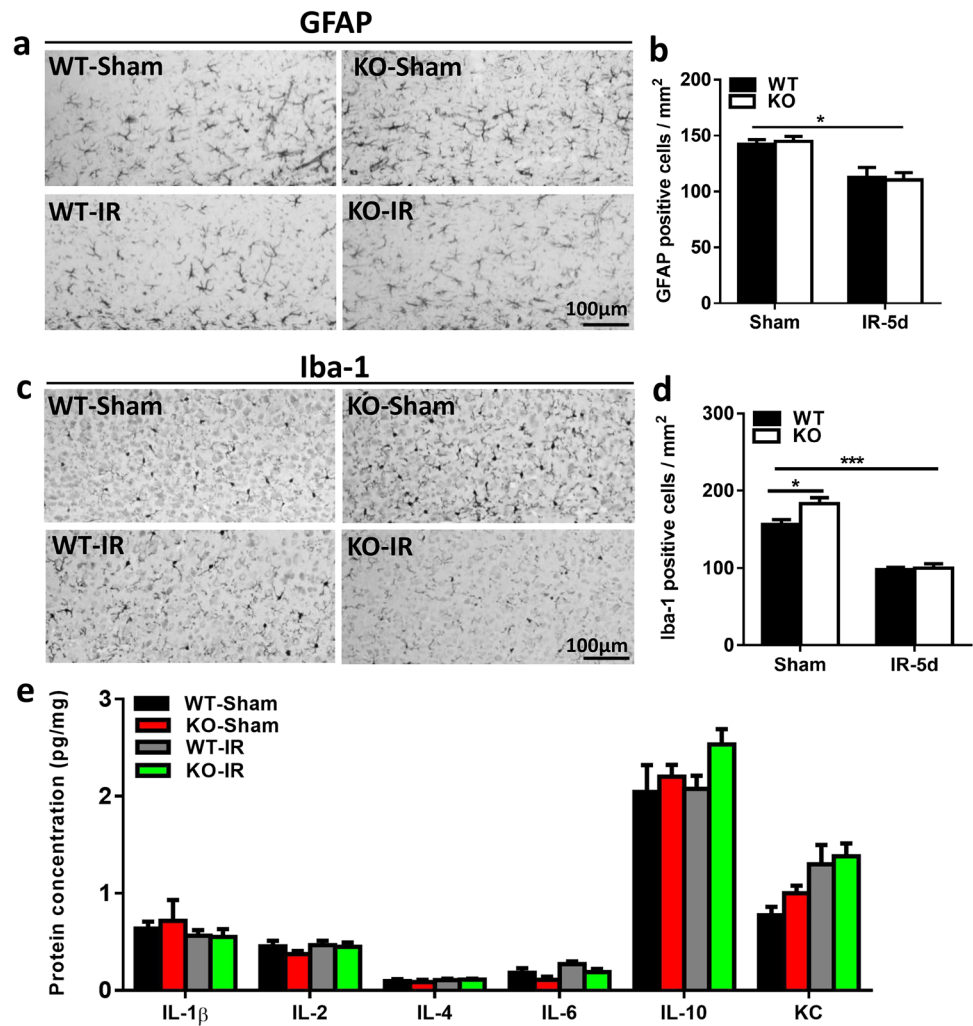 GFAP
a
WT-Sham
KO-Sham
WT-IR
KO-IR
100μm
b
GFAP positive cells / mm²
200
150
100
50
0
WT
KO
*
Sham
IR-5d
Iba-1
c
WT-Sham
KO-Sham
WT-IR
KO-IR
100μm
d
Iba-1 positive cells / mm²
300
200
100
0
WT
KO
***
*
Sham
IR-5d
e
Protein concentration (pg/mg)
3
2
1
0
WT-Sham
KO-Sham
WT-IR
KO-IR
IL-1β
IL-2
IL-4
IL-6
IL-10
KC